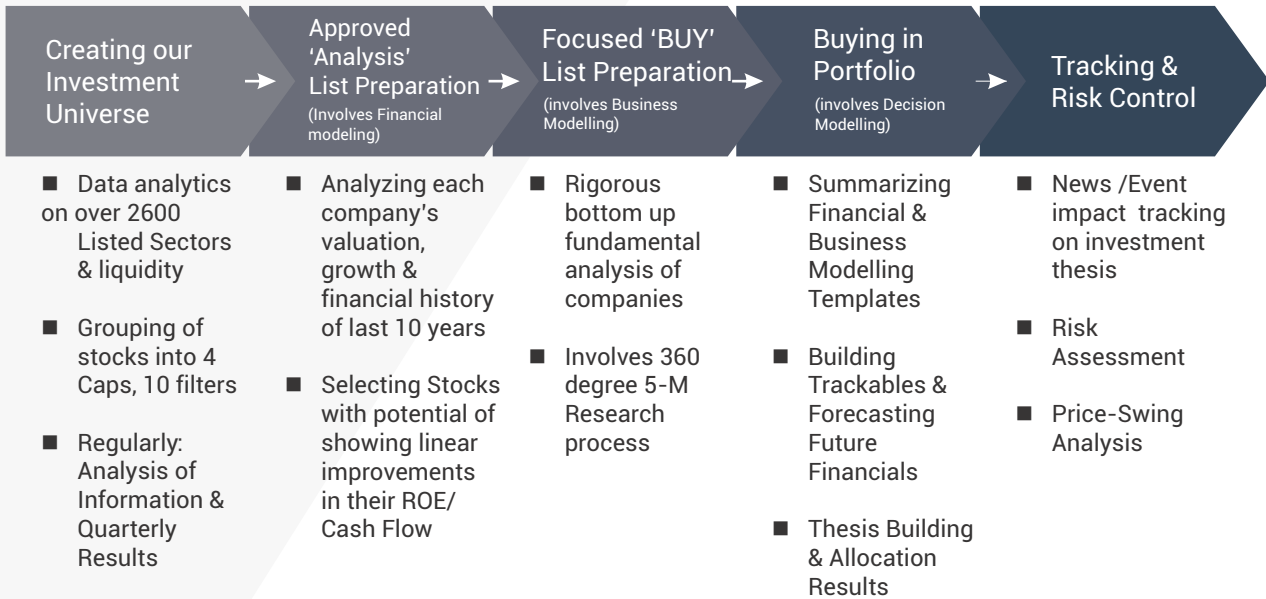 Creating our
Investment
Universe
Approved
‘Analysis’
List Preparation
(Involves Financial
modeling)
Focused ‘BUY’
List Preparation
(involves Business
Modelling)
Buying in
Portfolio
(involves Decision
Modelling)
Tracking &
Risk Control
■ Data analytics
on over 2600
Listed Sectors
& liquidity
■ Grouping of
stocks into 4
Caps, 10 filters
■ Regularly:
Analysis of
Information &
Quarterly
Results
■ Analyzing each
company's
valuation,
growth &
financial history
of last 10 years
■ Selecting Stocks
with potential of
showing linear
improvements
in their ROE/
Cash Flow
■ Rigorous
bottom up
fundamental
analysis of
companies
■ Involves 360
degree 5-M
Research
process
■ Summarizing
Financial &
Business
Modelling
Templates
■ Building
Trackables &
Forecasting
Future
Financials
■ Thesis Building
& Allocation
Results
■ News /Event
impact tracking
on investment
thesis
■ Risk
Assessment
■ Price-Swing
Analysis